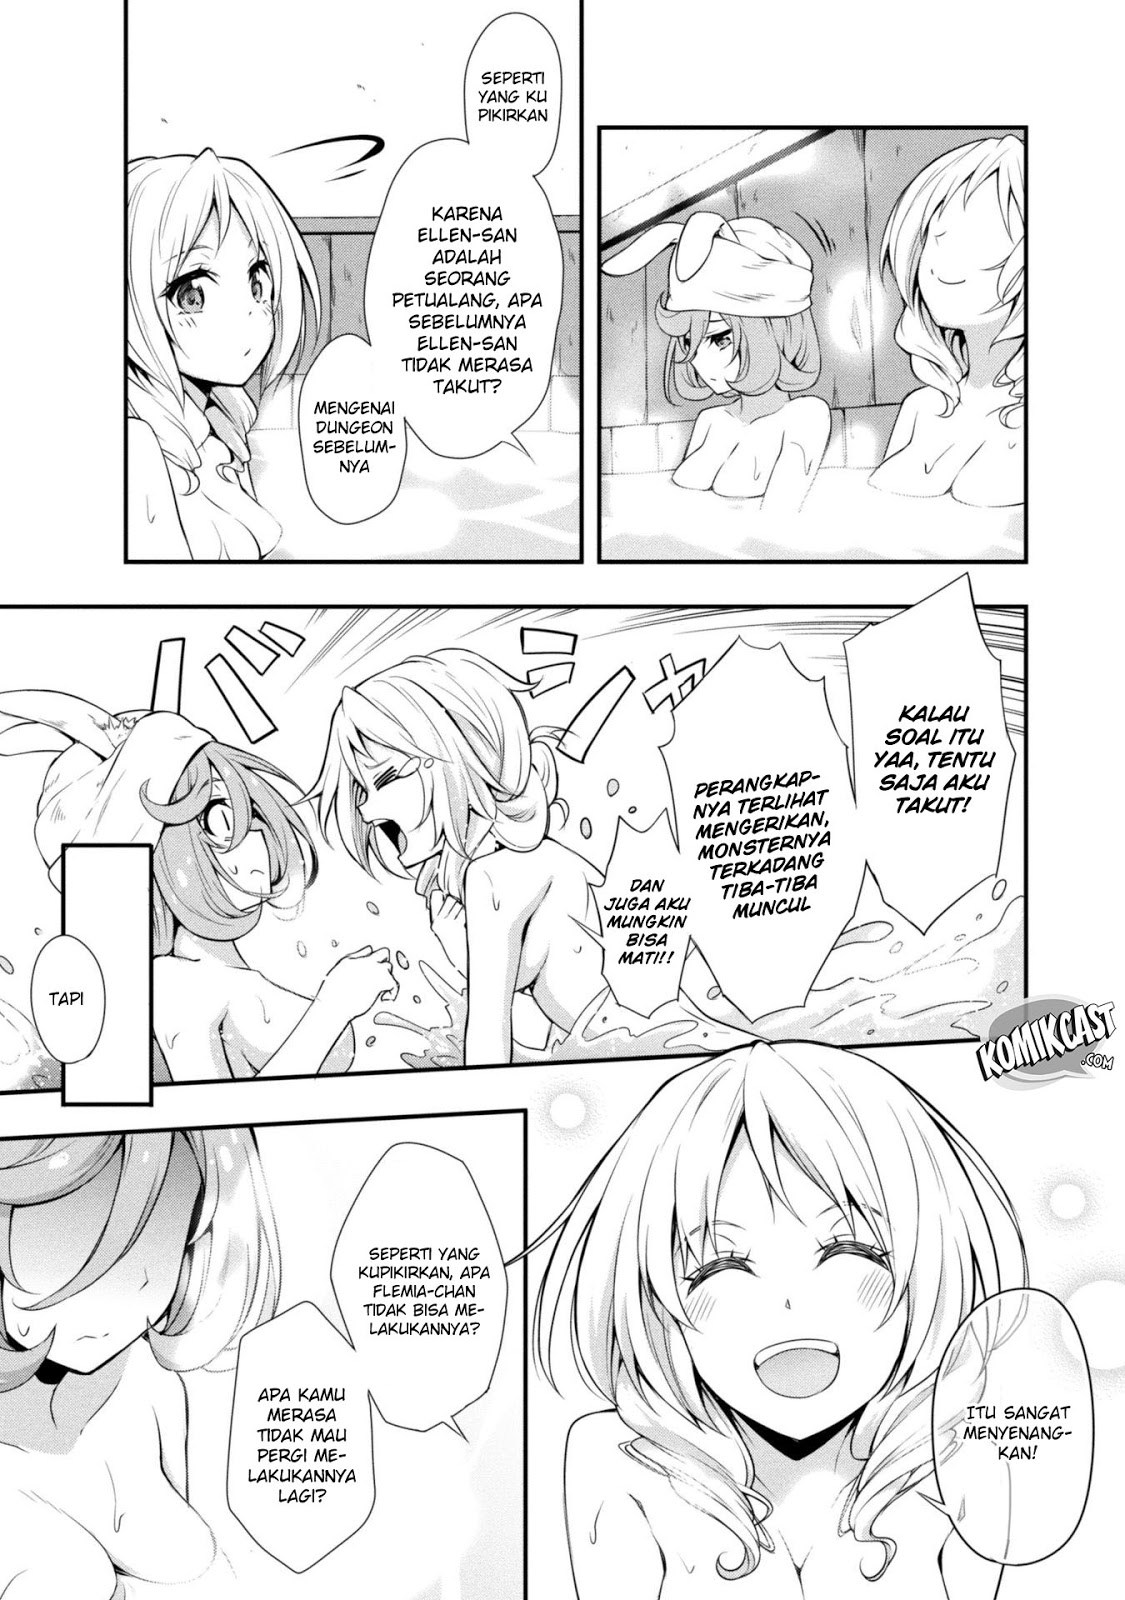 SEPERTI
YANG KU
PIKIRKAN
KARENA
ELLEN-SAN
ADALAH
SEORANG
PETUALANG, APA
SEBELUMNYA
ELLEN-SAN
TIDAK MERASA
TAKUT?
MENGENAI
DUNGEON
SEBELUM-
NYA
KALAU
SOAL ITU
YAA, TENTU
SAJA AKU
TAKUT!
PERANGKAP-
NYA TERLIHAT
MENGERIKAN,
MONSTERNYA
TERKADANG
TIBA-TIBA
MUNCUL
DAN
JUGA AKU
MUNGKIN
BISA
MATI!!
TAPI
KOMIKCAST
.COM
ITU SANGAT
MENYENANG-
KAN!
SEPERTI YANG
KUPIKIRKAN, APA
FLEMIA-CHAN
TIDAK BISA ME-
LAKUKANNYA?
APA KAMU
MERASA
TIDAK MAU
PERGI ME-
LAKUKANNYA
LAGI?